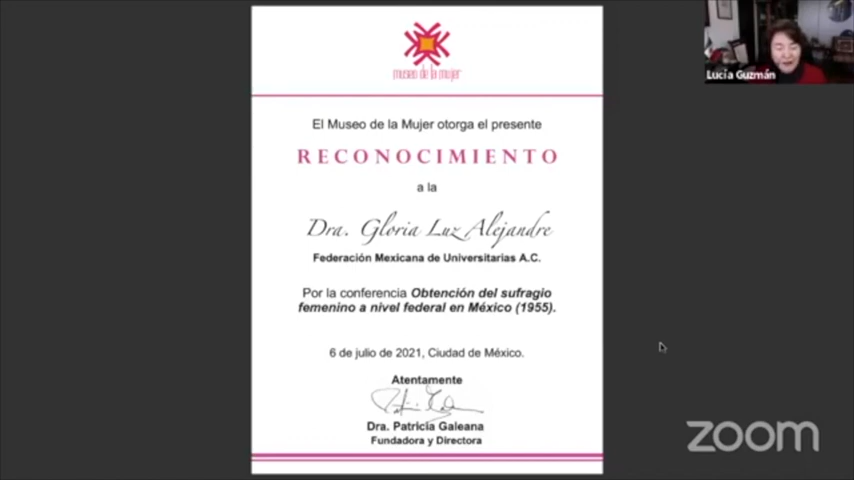 museo de la mujer
Lucía Guzmán
El Museo de la Mujer otorga el presente
RECONOCIMIENTO
a la
Dra. Gloria Luz Alejandre
Federación Mexicana de Universitarias A.C.
Por la conferencia Obtención del sufragio
femenino a nivel federal en México (1955).
6 de julio de 2021, Ciudad de México.
Atentamente
Dra. Patricia Galeana
Fundadora y Directora
zoom